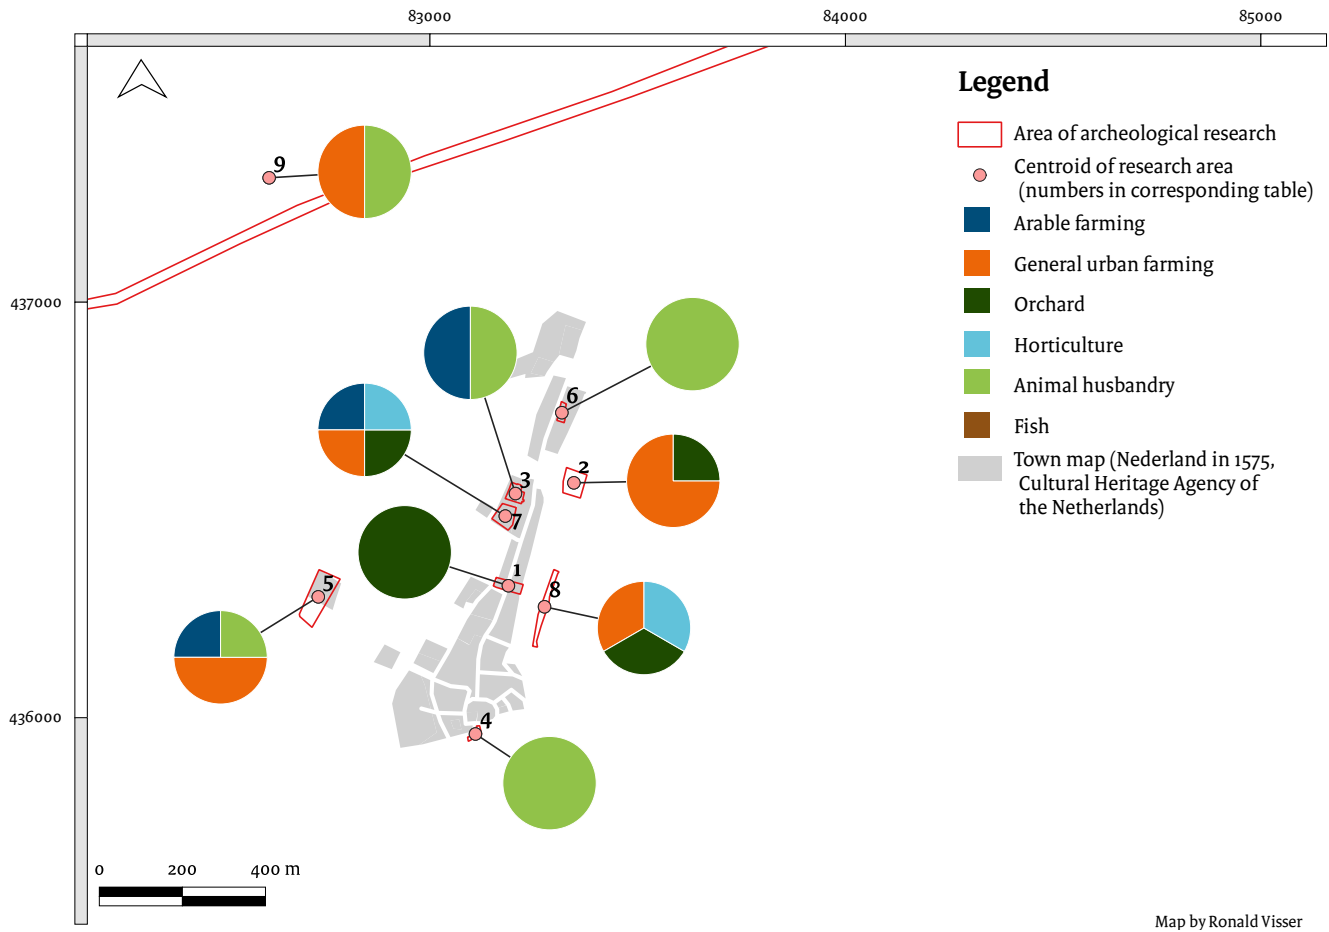 83000
84000
85000
437000
436000
9
6
3
2
7
1
8
5
4
Legend
Area of archeological research
Centroid of research area
(numbers in corresponding table)
Arable farming
General urban farming
Orchard
Horticulture
Animal husbandry
Fish
Town map (Nederland in 1575,
Cultural Heritage Agency of
the Netherlands)
0 200 400 m
Map by Ronald Visser